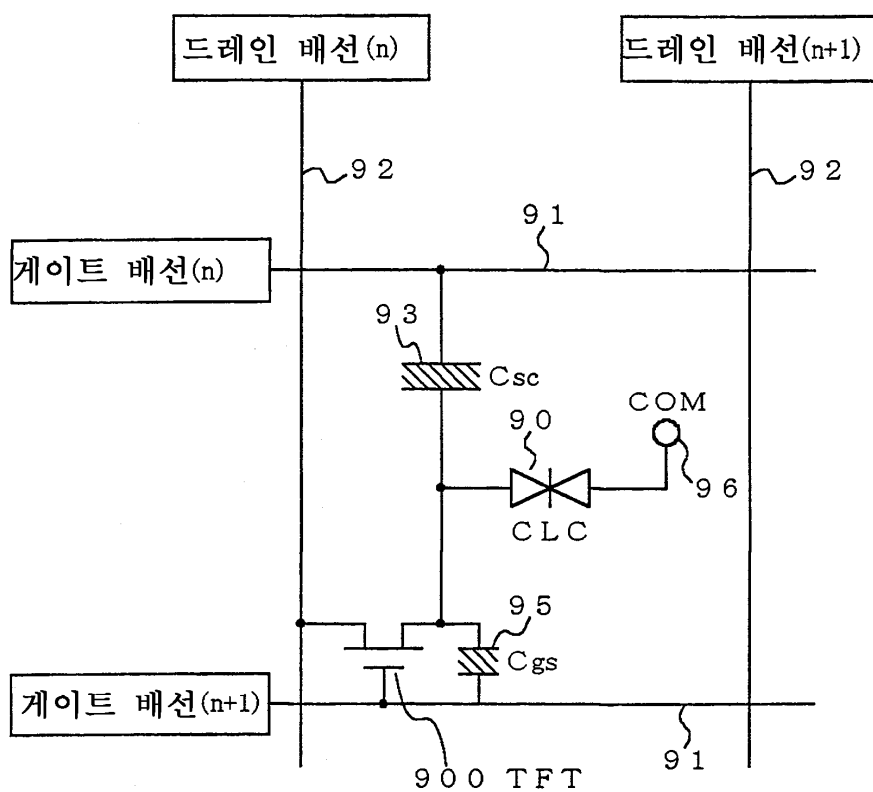 드레인 배선(n)
드레인 배선(n+1)
92
92
91
게이트 배선(n)
93
Csc
COM
90
96
CLC
95
Cgs
게이트 배선(n+1)
91
900 TFT